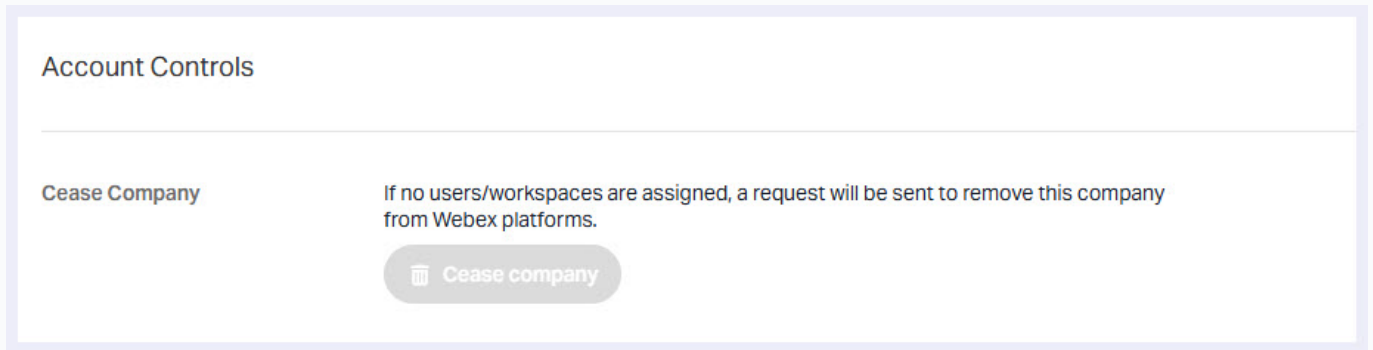 Account Controls
Cease Company
If no users/workspaces are assigned, a request will be sent to remove this company
from Webex platforms.
Cease company